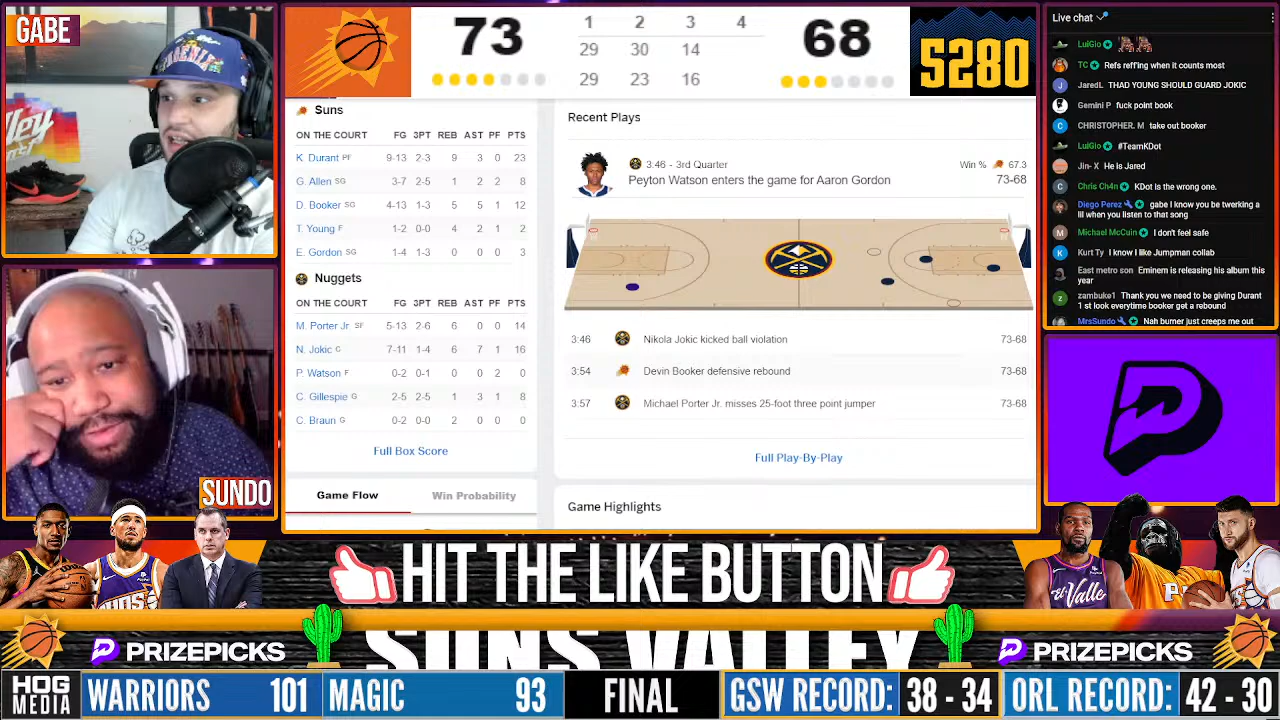 GABE
73
1 2 3 4
29 30 14
29 23 16
68
5280
Suns
ON THE COURT FG 3PT REB AST PF PTS
K. Durant PF 9-13 2-3 9 3 0 23
G. Allen SG 3-7 2-5 1 2 2 8
D. Booker SG 4-13 1-3 5 5 1 12
T. Young F 1-2 0-0 4 2 1 2
E. Gordon SG 1-4 1-3 0 0 0 3
Nuggets
ON THE COURT FG 3PT REB AST PF PTS
M. Porter Jr. SF 5-13 2-6 6 0 0 14
N. Jokic C 7-11 1-4 6 7 1 16
P. Watson F 0-2 0-1 0 0 2 0
C. Gillespie G 2-5 2-5 1 3 1 8
C. Braun G 0-2 0-0 2 0 0 0
Full Box Score
Game Flow Win Probability
Recent Plays
3:46 - 3rd Quarter Win % 67.3
Peyton Watson enters the game for Aaron Gordon 73-68
3:46 Nikola Jokic kicked ball violation 73-68
3:54 Devin Booker defensive rebound 73-68
3:57 Michael Porter Jr. misses 25-foot three point jumper 73-68
Full Play-By-Play
Game Highlights
Live chat
LuiGio
TC Refs reff'ing when it counts most
JaredL THAD YOUNG SHOULD GUARD JOKIC
Gemini P fuck point book
CHRISTOPHER. M take out booker
LuiGio #TeamKDot
Jin- X He is Jared
Chris Ch4n KDot is the wrong one.
Diego Perez gabe I know you be twerking a
lil when you listen to that song
Michael McCuin I don't feel safe
Kurt Ty I know I like Jumpman collab
East metro son Eminem is releasing his album this
year
zambuke1 Thank you we need to be giving Durant
1 st look everytime booker get a rebound
MrsSundo Nah burner just creeps me out
SUNDO
HIT THE LIKE BUTTON
SUNS VALLEY
PRIZEPICKS
PRIZEPICKS
HOG
MEDIA
WARRIORS 101 MAGIC 93 FINAL GSW RECORD: 38 - 34 ORL RECORD: 42 - 30